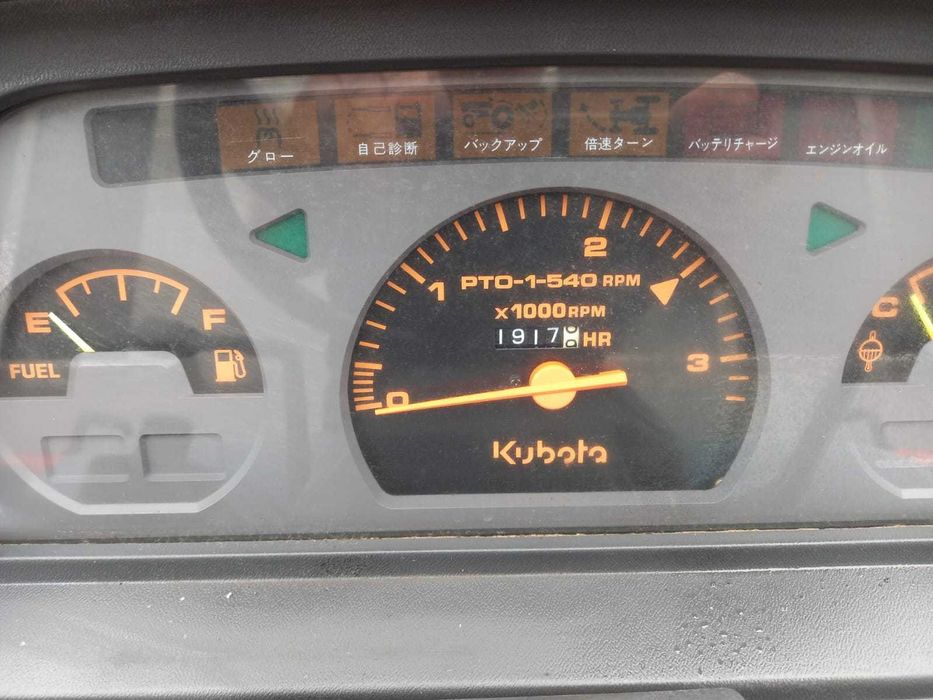 グロー
自己診断
バックアップ
倍速ターン
バッテリチャージ
エンジンオイル
E
F
FUEL
0
1
2
3
PTO-1-540 RPM
x1000RPM
1917 HR
Kubota
C